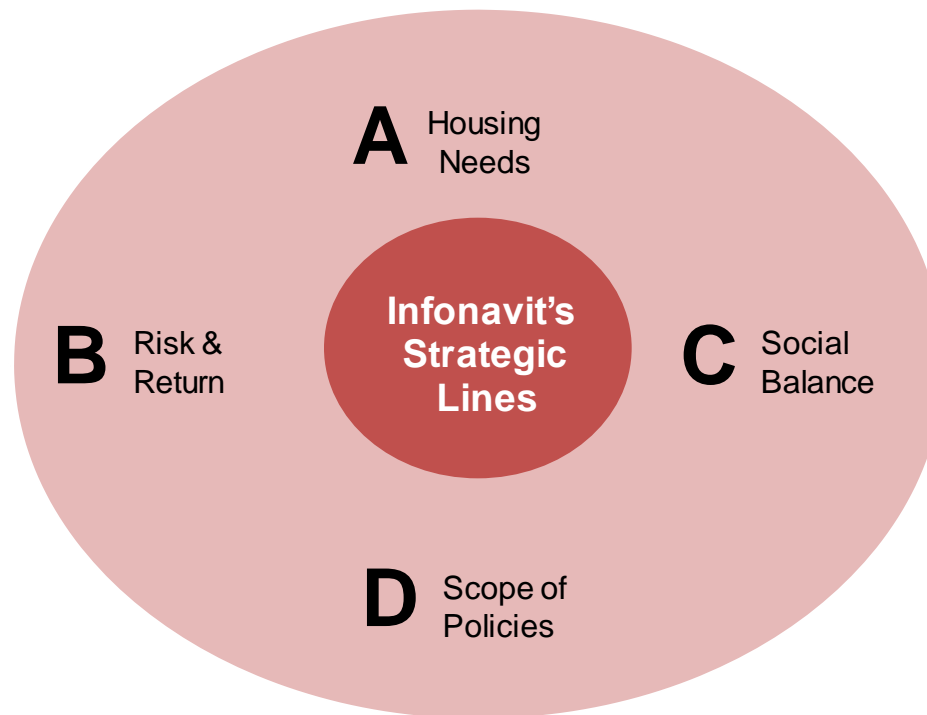 A Housing
Needs
Infonavit’s
Strategic
Lines
B Risk &
Return
C Social
Balance
D Scope of
Policies